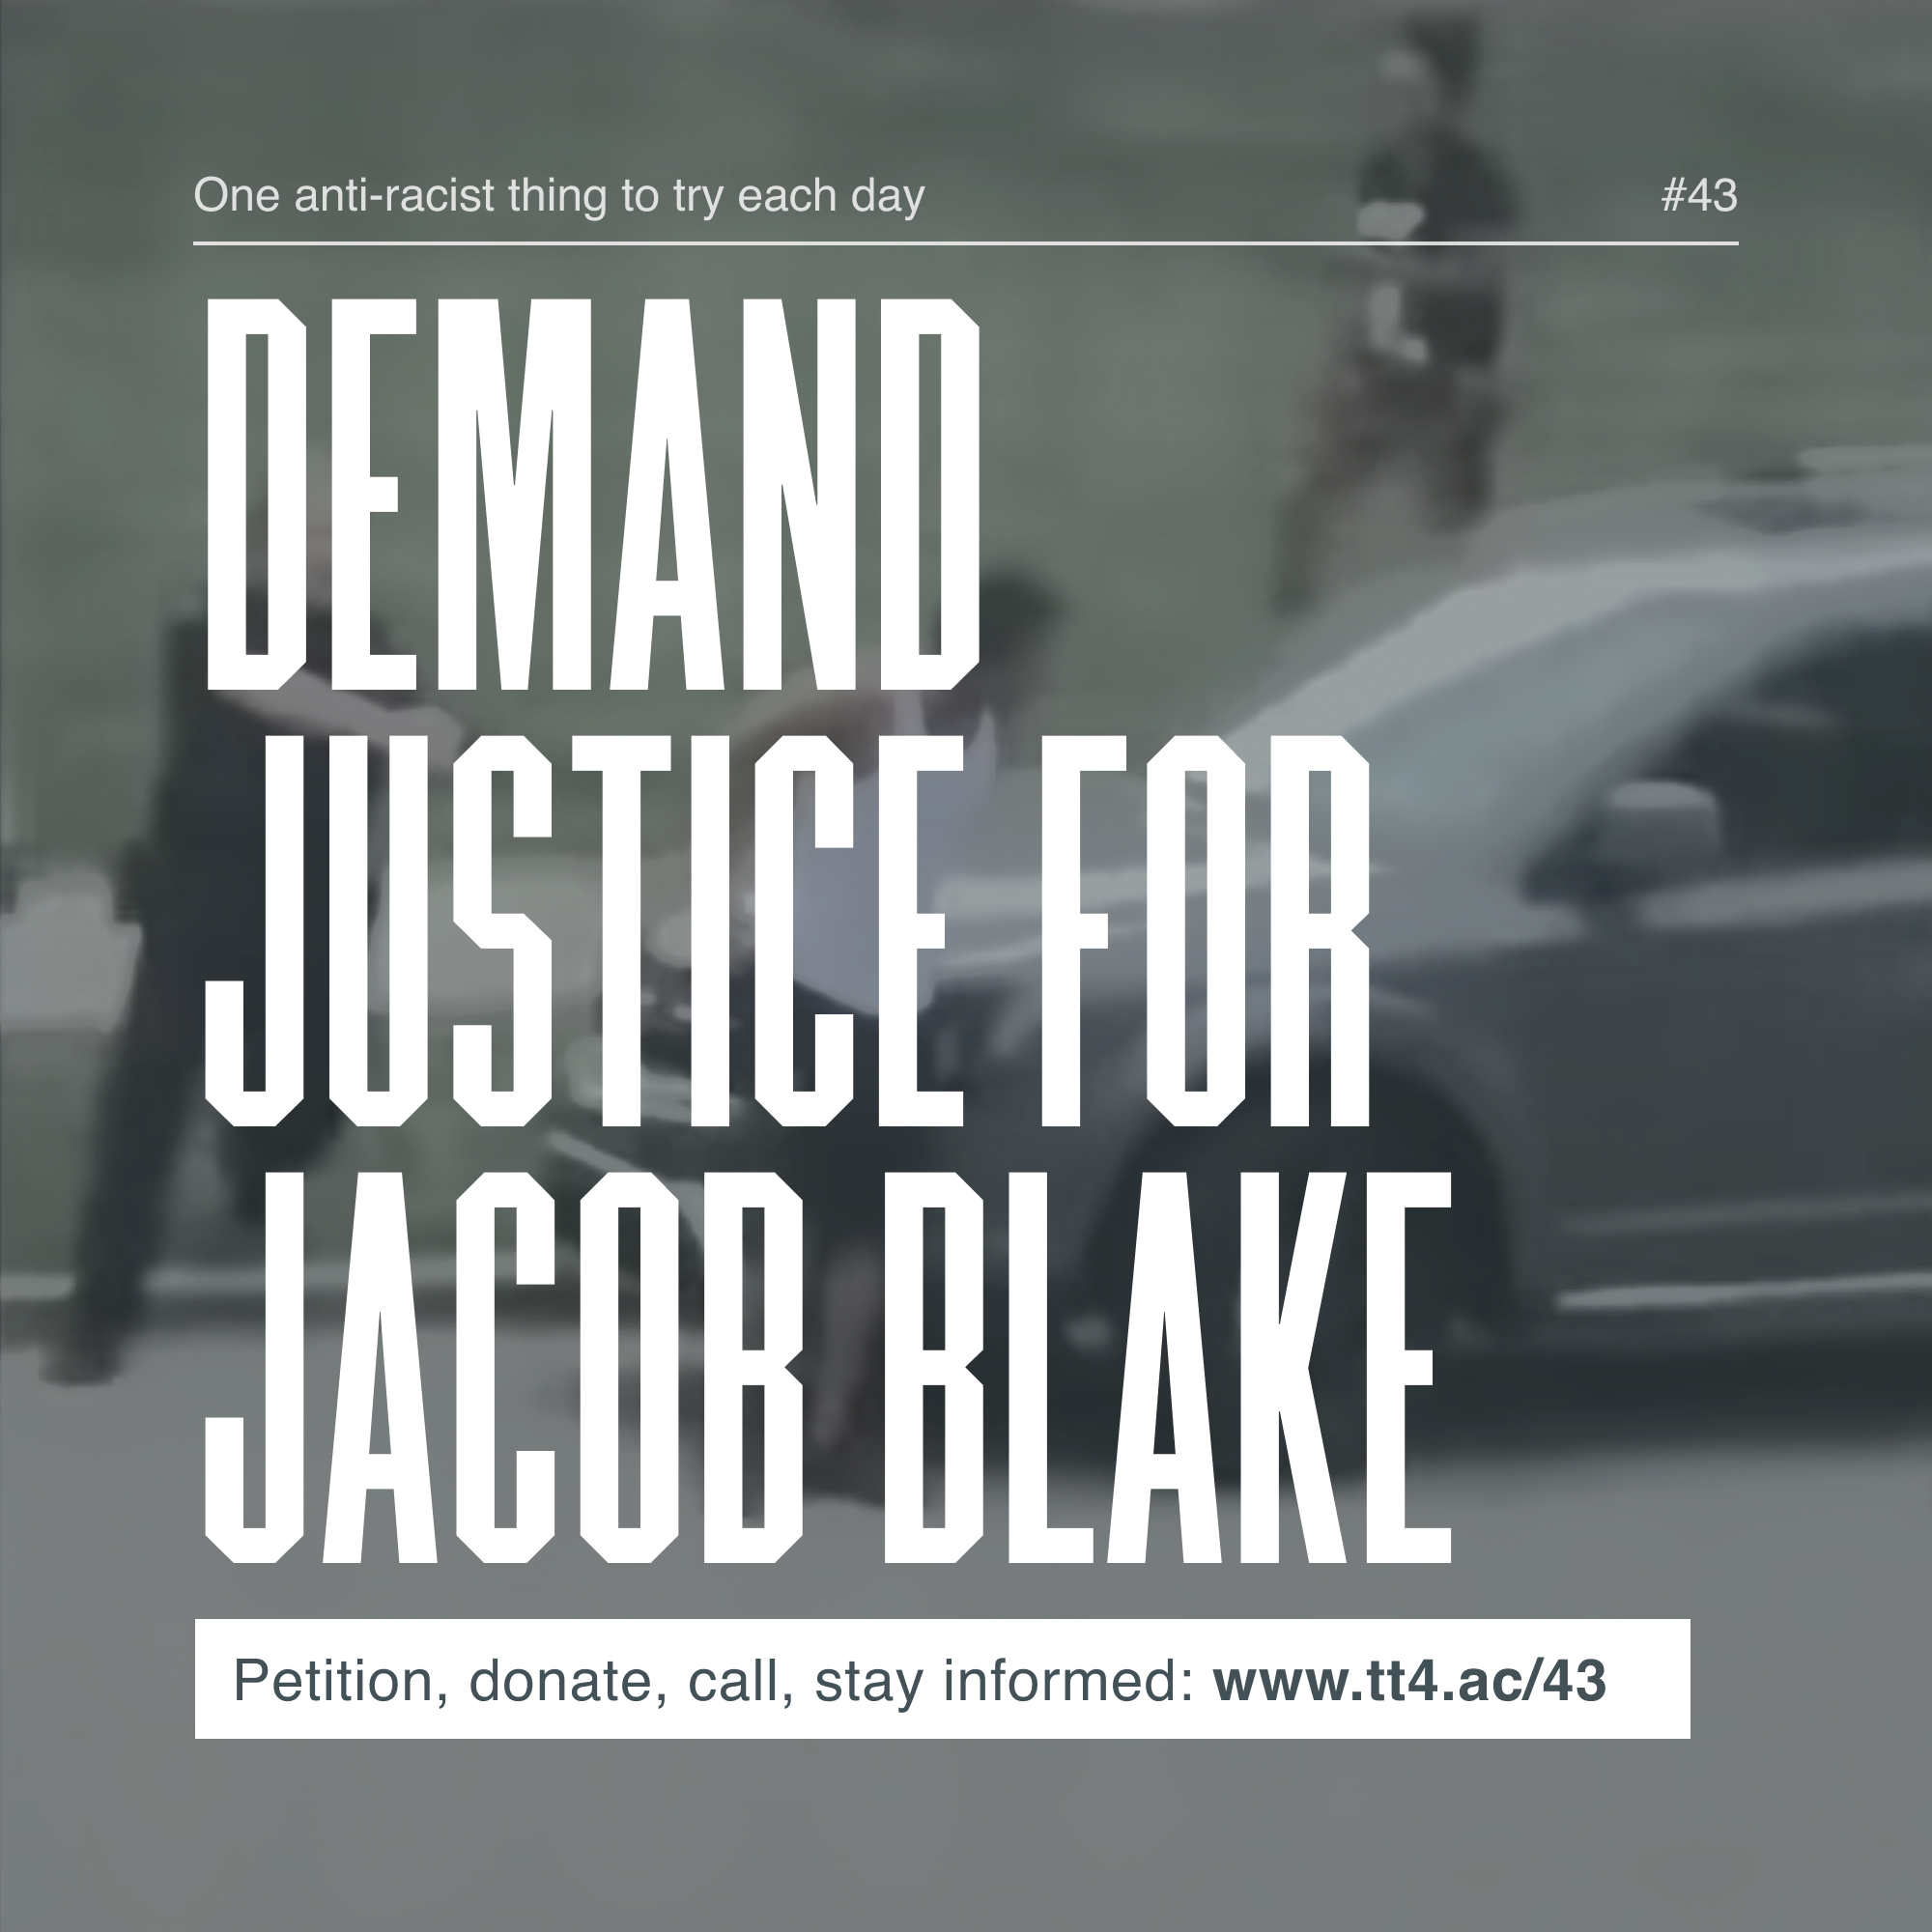 One anti-racist thing to try each day #43
DEMAND
JUSTICE FOR
JACOB BLAKE
Petition, donate, call, stay informed: www.tt4.ac/43